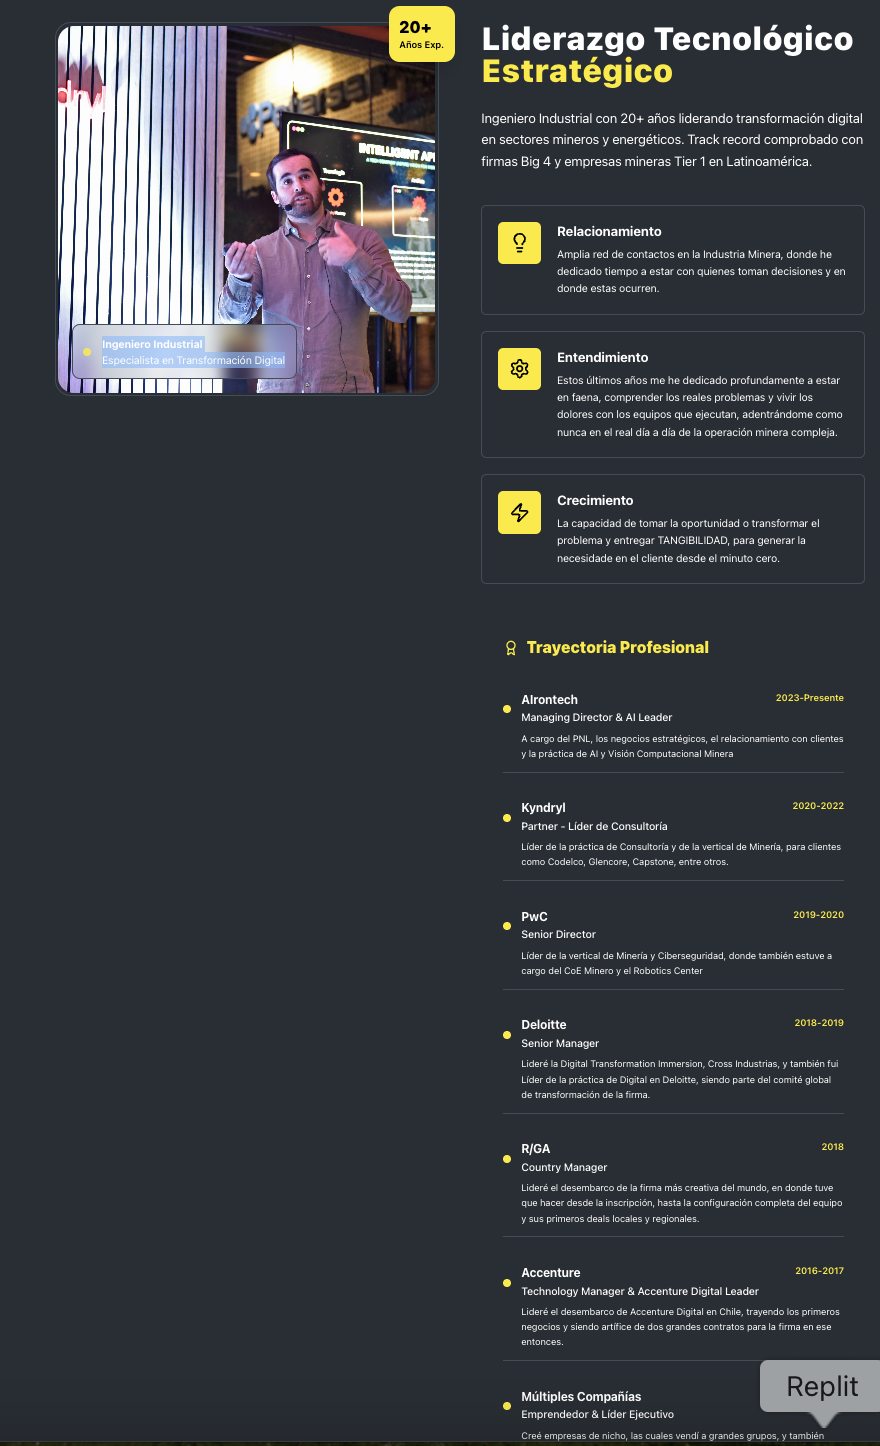 20+
Años Exp.
INTELLIGENT
Ingeniero Industrial
Especialista en Transformación Digital
Liderazgo Tecnológico
Estratégico
Ingeniero Industrial con 20+ años liderando transformación digital
en sectores mineros y energéticos. Track record comprobado con
firmas Big 4 y empresas mineras Tier 1 en Latinoamérica.
Relacionamiento
Amplia red de contactos en la Industria Minera, donde he
dedicado tiempo a estar con quienes toman decisiones y en
donde estas ocurren.
Entendimiento
Estos últimos años me he dedicado profundamente a estar
en faena, comprender los reales problemas y vivir los
dolores con los equipos que ejecutan, adentrándome como
nunca en el real día a día de la operación minera compleja.
Crecimiento
La capacidad de tomar la oportunidad o transformar el
problema y entregar TANGIBILIDAD, para generar la
necesidade en el cliente desde el minuto cero.
Trayectoria Profesional
AIrontech
2023-Presente
Managing Director & AI Leader
A cargo del PNL, los negocios estratégicos, el relacionamiento con clientes
y la práctica de AI y Visión Computacional Minera
Kyndryl
2020-2022
Partner - Líder de Consultoría
Líder de la práctica de Consultoría y de la vertical de Minería, para clientes
como Codelco, Glencore, Capstone, entre otros.
PwC
2019-2020
Senior Director
Líder de la vertical de Minería y Ciberseguridad, donde también estuve a
cargo del CoE Minero y el Robotics Center
Deloitte
2018-2019
Senior Manager
Lideré la Digital Transformation Immersion, Cross Industrias, y también fui
Líder de la práctica de Digital en Deloitte, siendo parte del comité global
de transformación de la firma.
R/GA
2018
Country Manager
Lideré el desembarco de la firma más creativa del mundo, en donde tuve
que hacer desde la inscripción, hasta la configuración completa del equipo
y sus primeros deals locales y regionales.
Accenture
2016-2017
Technology Manager & Accenture Digital Leader
Lideré el desembarco de Accenture Digital en Chile, trayendo los primeros
negocios y siendo artífice de dos grandes contratos para la firma en ese
entonces.
Múltiples Compañías
Emprendedor & Líder Ejecutivo
Creé empresas de nicho, las cuales vendí a grandes grupos, y también
Replit